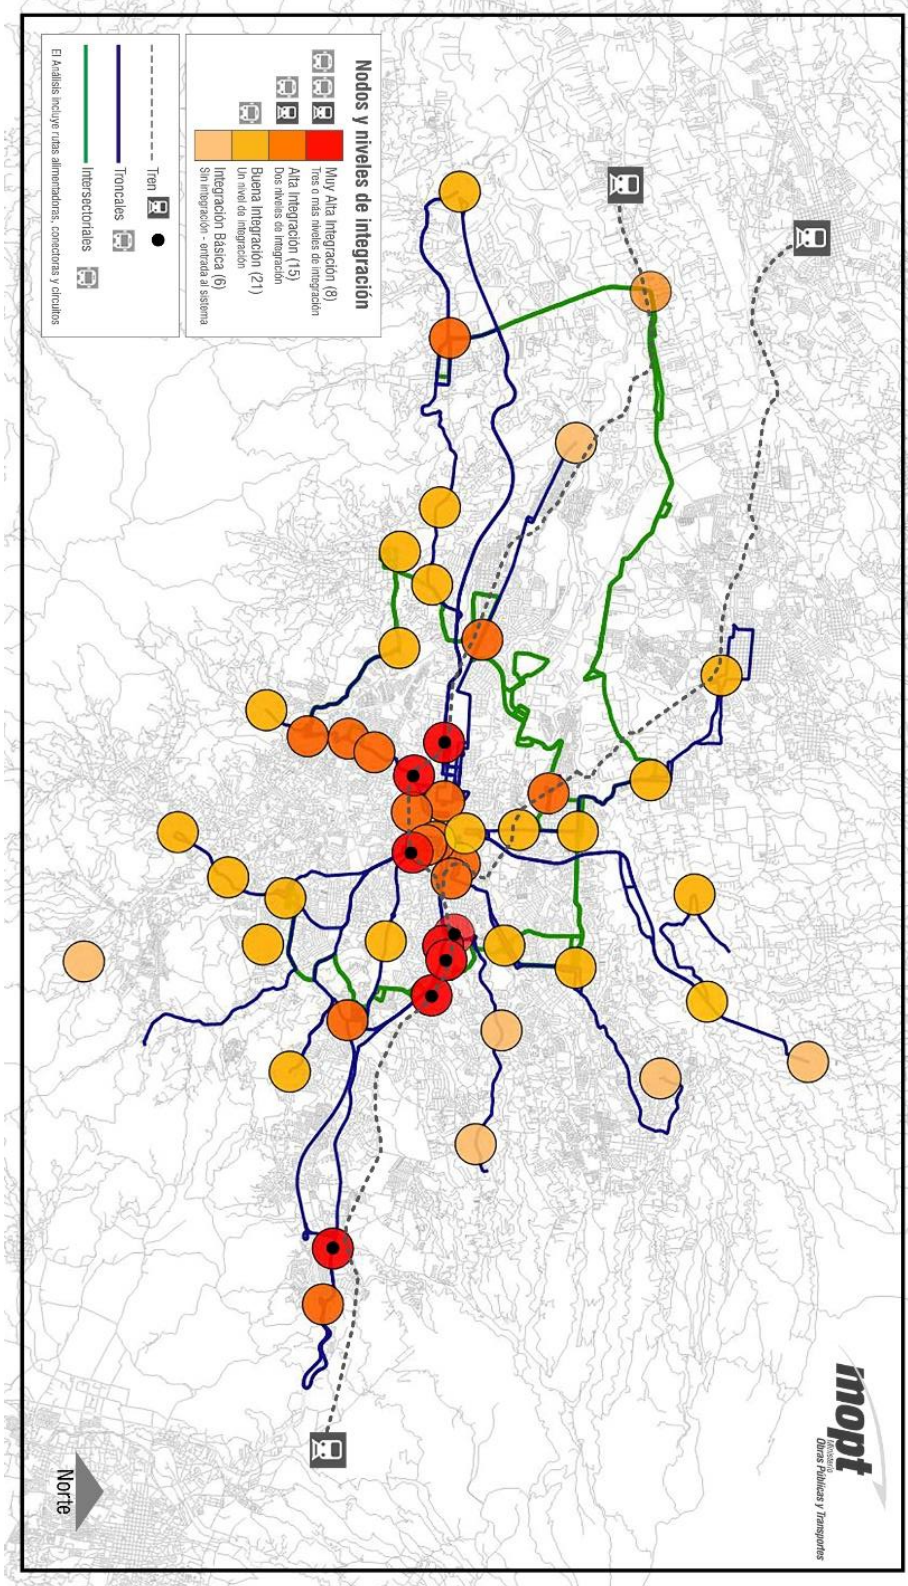 Nodos y niveles de integración
Muy Alta Integración (8)
Tres o más niveles de integración
Alta Integración (15)
Dos niveles de integración
Buena Integración (21)
Un nivel de integración
Integración Básica (6)
Sin integración - entrada al sistema
Tren
Troncales
Intersectoriales
El Análisis incluye rutas alimentadoras, conectoras y circuitos
mopt
Ministerio
Obras Públicas y Transportes
Norte